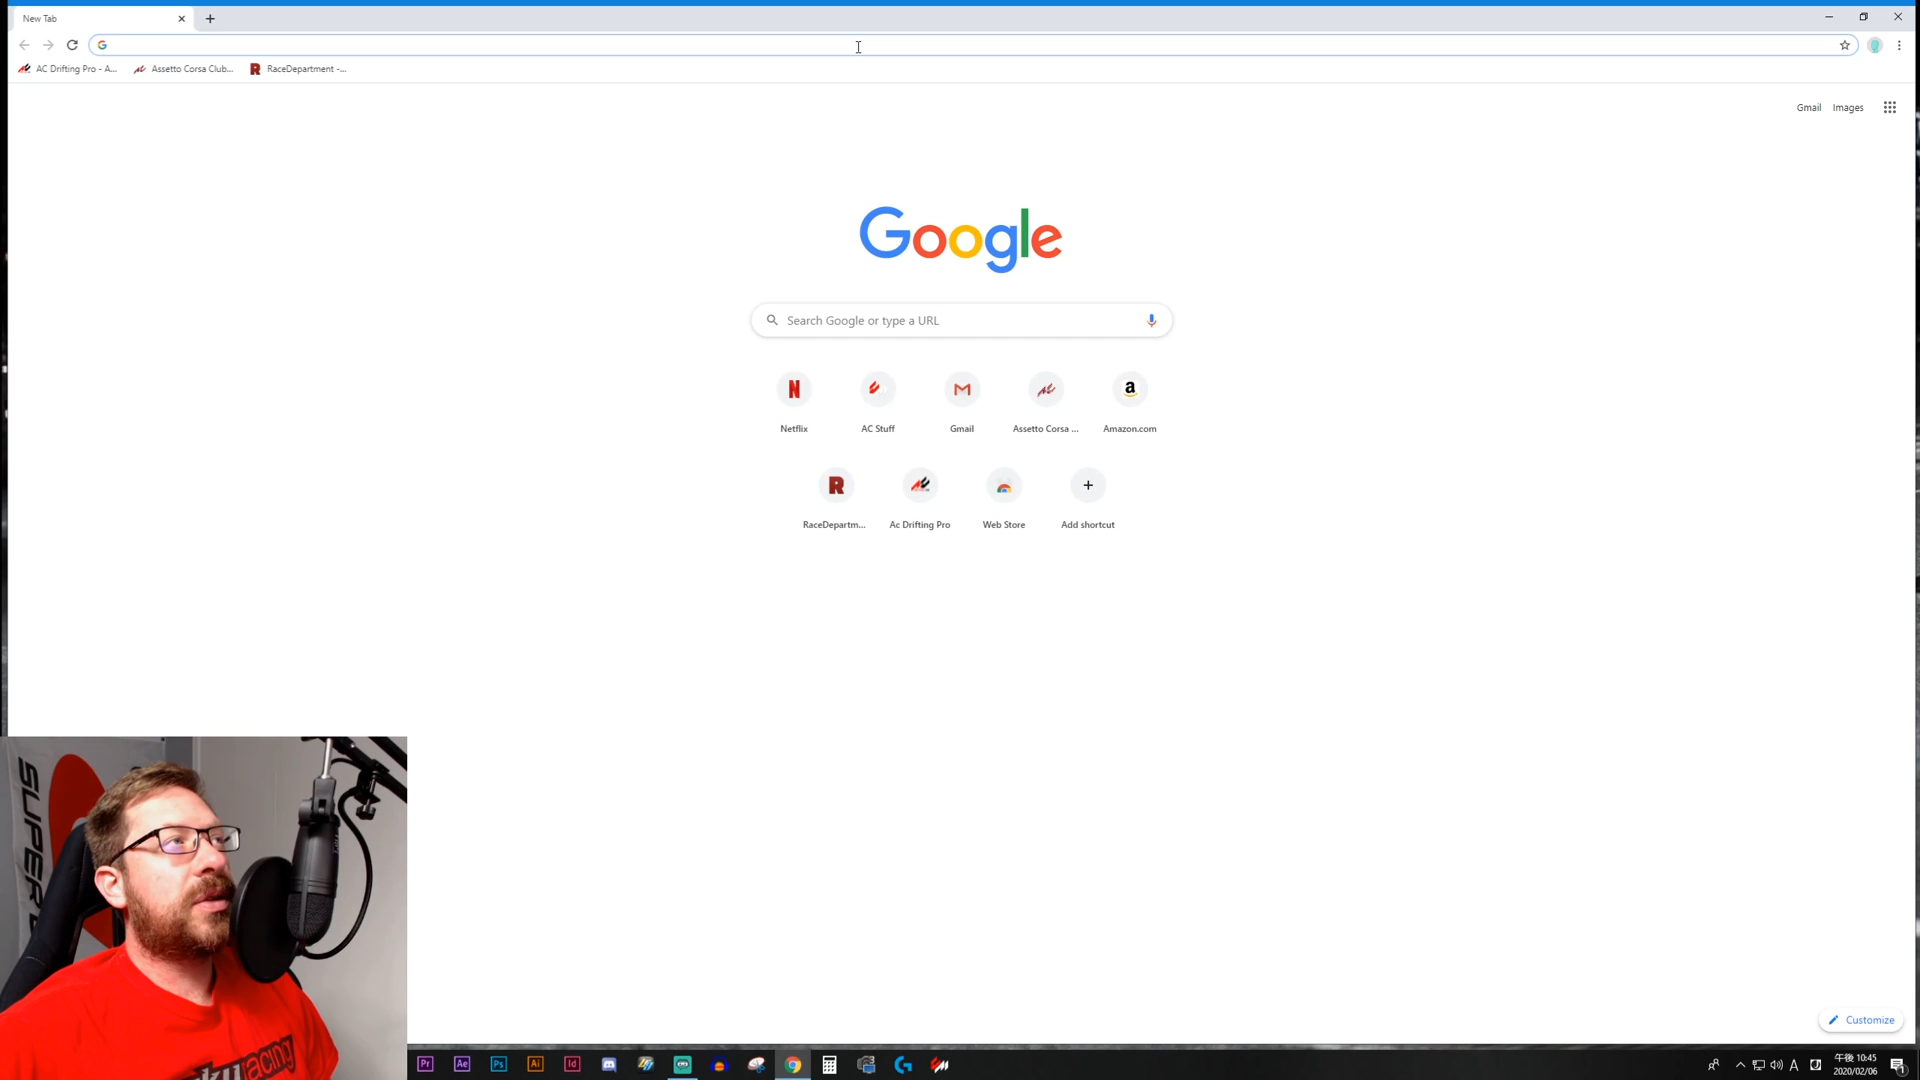 New Tab
AC Drifting Pro - A...
Assetto Corsa Club...
RaceDepartment -...
Gmail
Images
Google
Search Google or type a URL
Netflix
AC Stuff
Gmail
Assetto Corsa ...
Amazon.com
RaceDepartm...
Ac Drifting Pro
Web Store
Add shortcut
Customize
SUPER
racing
Pr
Ae
Ps
Ai
Id
A
午後 10:45
2020/02/06